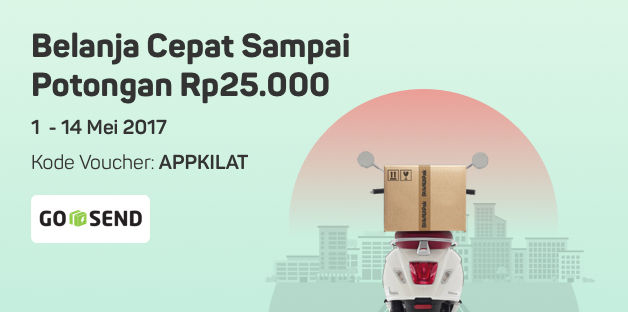 Belanja Cepat Sampai
Potongan Rp25.000
1 - 14 Mei 2017
Kode Voucher: APPKILAT
GO SEND